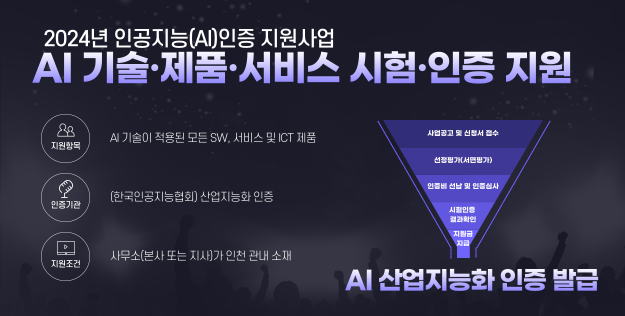 2024년 인공지능(AI)인증 지원사업
AI 기술·제품·서비스 시험·인증 지원
지원항목
AI 기술이 적용된 모든 SW, 서비스 및 ICT 제품
인증기관
(한국인공지능협회) 산업지능화 인증
지원조건
사무소(본사 또는 지사)가 인천 관내 소재
사업공고 및 신청서 접수
선정평가(서면평가)
인증비 선납 및 인증심사
시험인증
결과확인
지원금
지급
AI 산업지능화 인증 발급